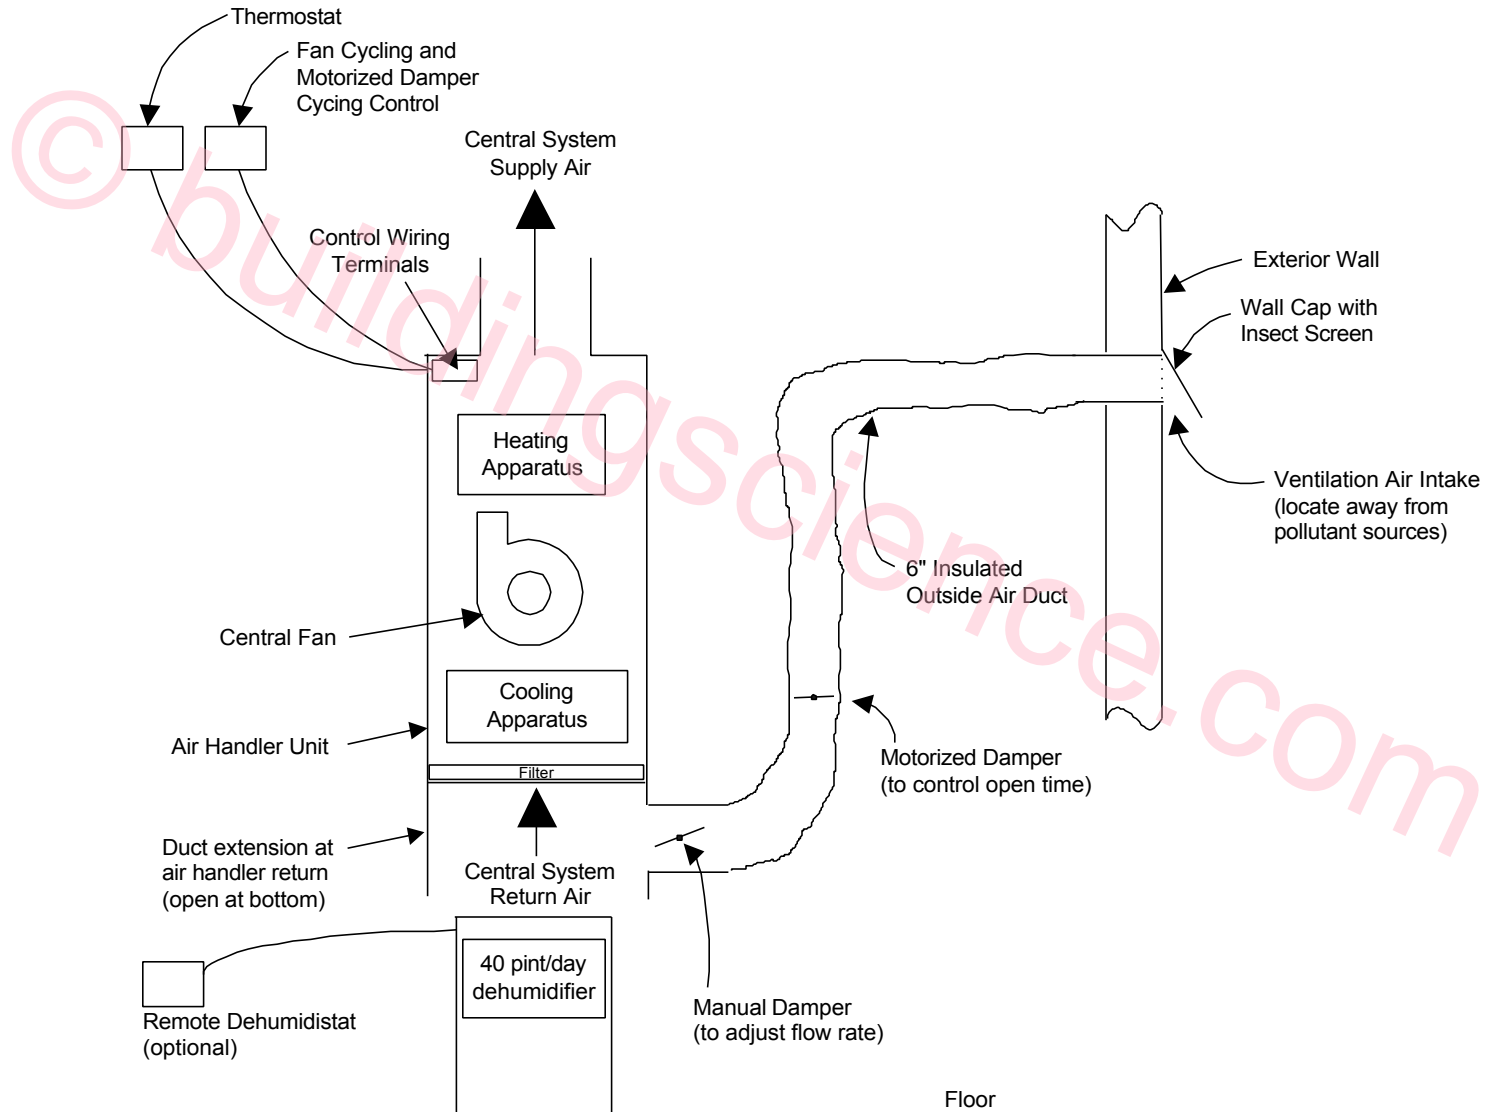 Thermostat
Fan Cycling and
Motorized Damper
Cycing Control
Central System
Supply Air
Control Wiring
Terminals
Exterior Wall
Wall Cap with
Insect Screen
Heating
Apparatus
Ventilation Air Intake
(locate away from
pollutant sources)
6" Insulated
Outside Air Duct
Central Fan
Cooling
Apparatus
Air Handler Unit
Filter
Motorized Damper
(to control open time)
Duct extension at
air handler return
(open at bottom)
Central System
Return Air
40 pint/day
dehumidifier
Remote Dehumidistat
(optional)
Manual Damper
(to adjust flow rate)
Floor
© buildingscience.com